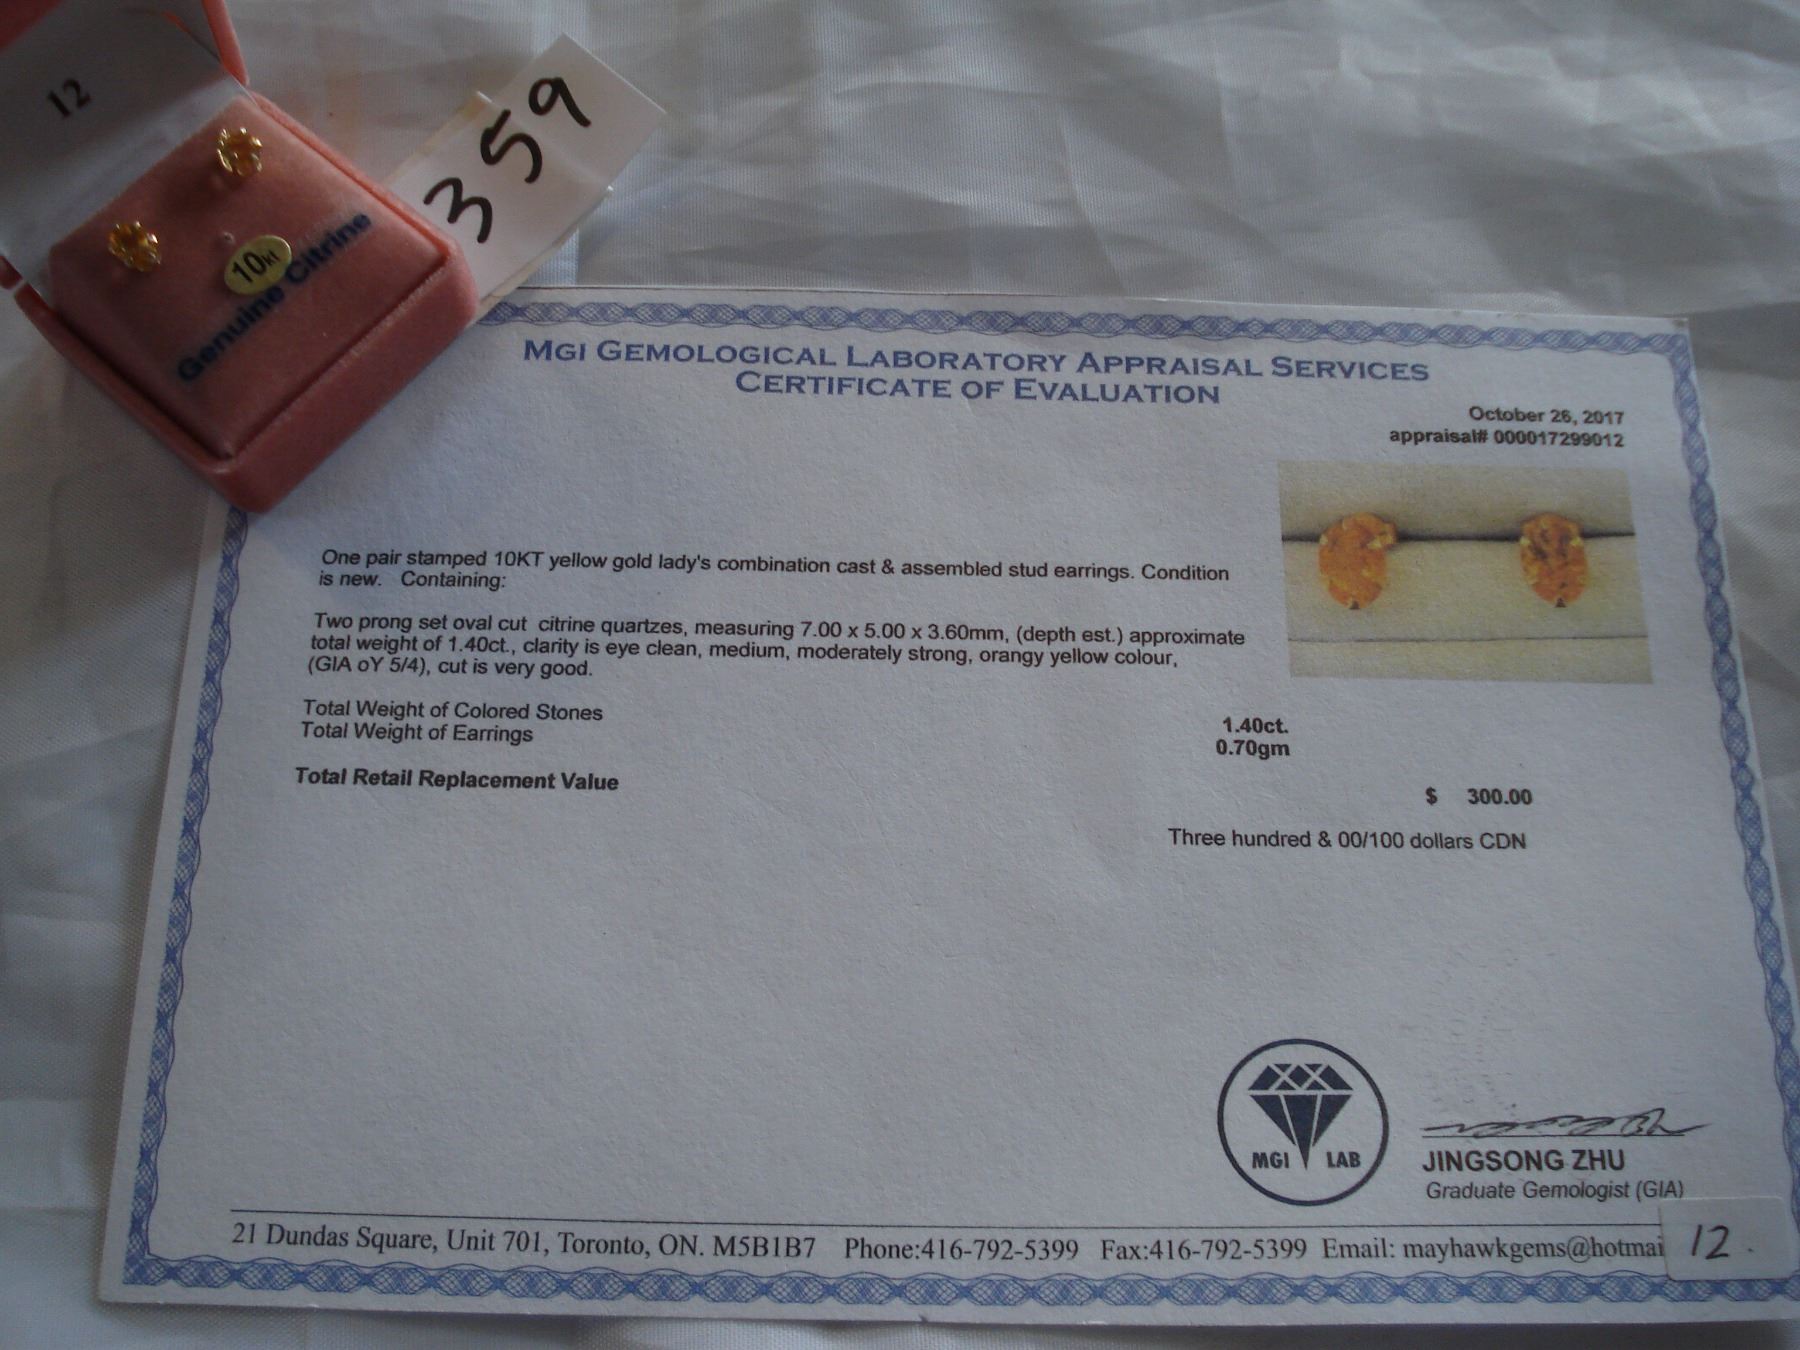 12
359
10kt
Genuine Citrine
MGI GEMOLOGICAL LABORATORY APPRAISAL SERVICES
CERTIFICATE OF EVALUATION
October 26, 2017
appraisal# 000017299012
One pair stamped 10KT yellow gold lady's combination cast & assembled stud earrings. Condition
is new. Containing:
Two prong set oval cut citrine quartzes, measuring 7.00 x 5.00 x 3.60mm, (depth est.) approximate
total weight of 1.40ct., clarity is eye clean, medium, moderately strong, orangy yellow colour,
(GIA oY 5/4), cut is very good.
Total Weight of Colored Stones 1.40ct.
Total Weight of Earrings 0.70gm
Total Retail Replacement Value $ 300.00
Three hundred & 00/100 dollars CDN
MGI LAB
JINGSONG ZHU
Graduate Gemologist (GIA)
21 Dundas Square, Unit 701, Toronto, ON. M5B1B7 Phone:416-792-5399 Fax:416-792-5399 Email: mayhawkgems@hotmai
12